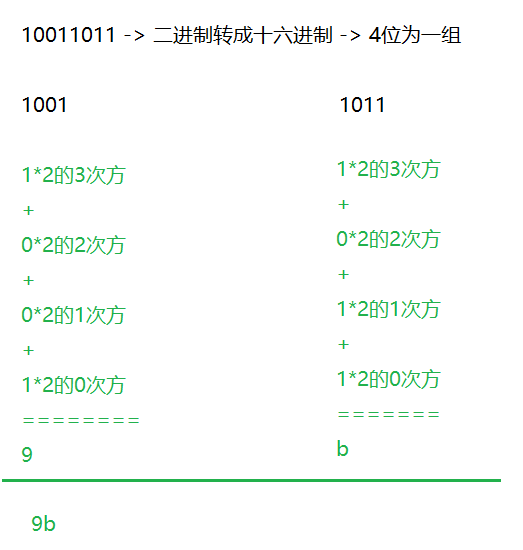 10011011 -> 二进制转成十六进制 -> 4位为一组
1001
1*2的3次方
+
0*2的2次方
+
0*2的1次方
+
1*2的0次方
========
9
1011
1*2的3次方
+
0*2的2次方
+
1*2的1次方
+
1*2的0次方
=======
b
9b